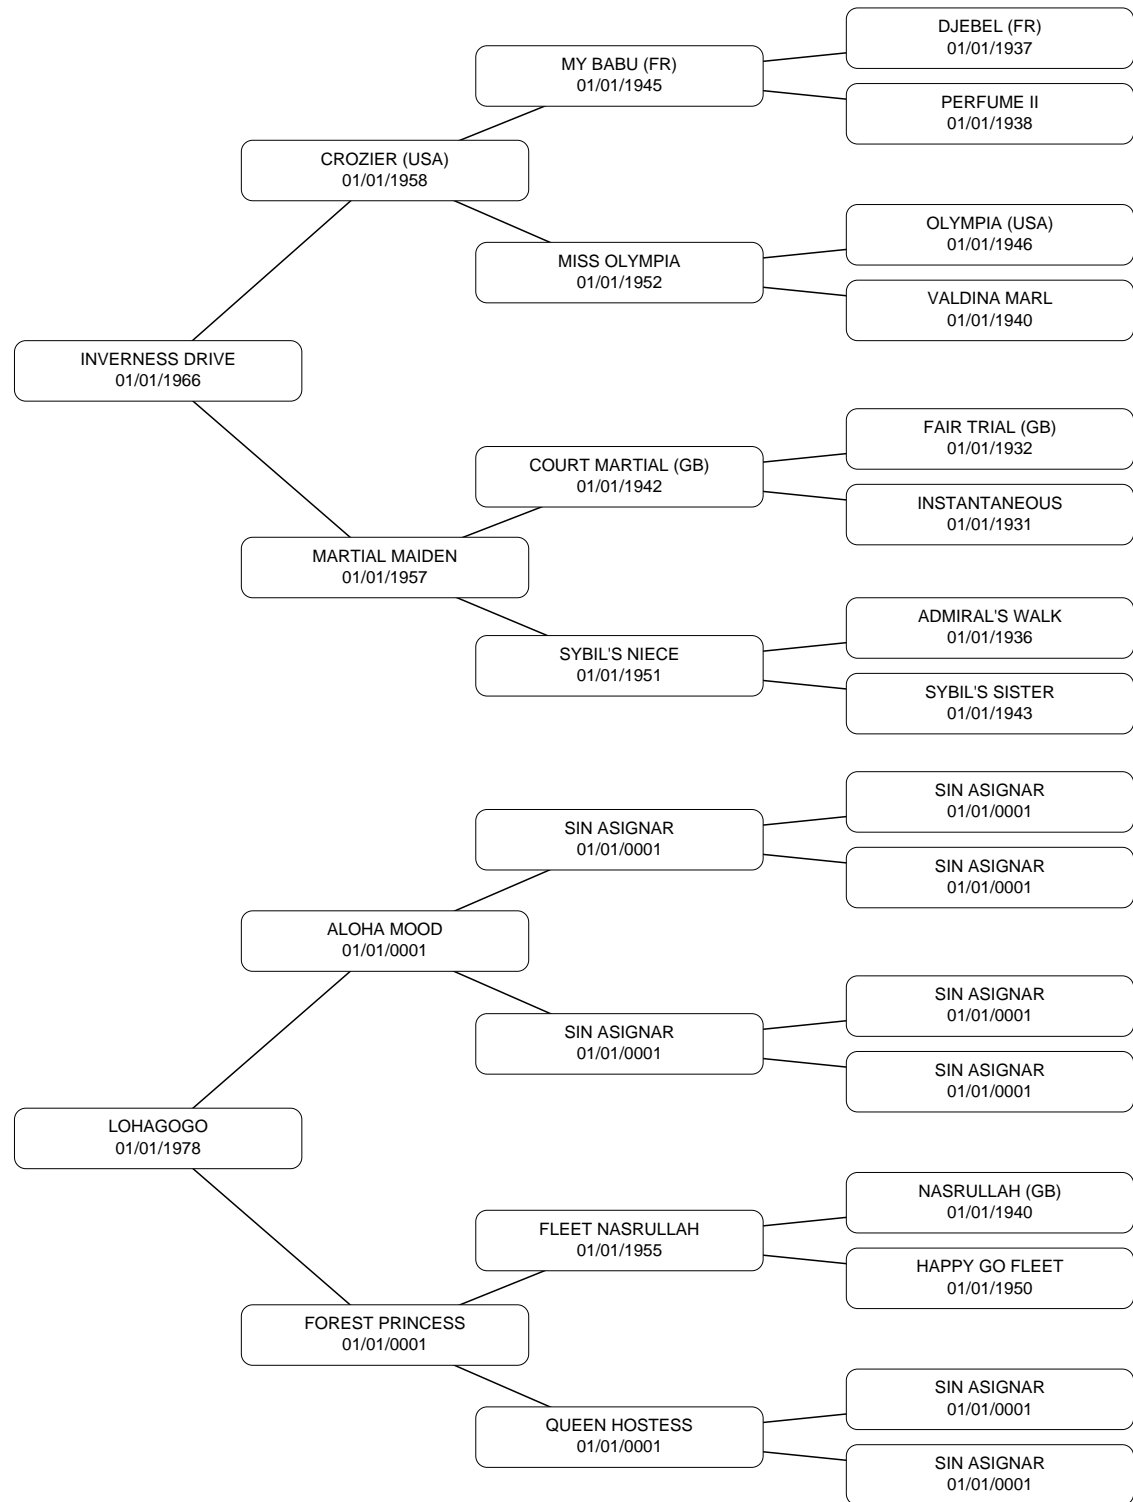 DJEBEL (FR)
01/01/1937
MY BABU (FR)
01/01/1945
PERFUME II
01/01/1938
CROZIER (USA)
01/01/1958
OLYMPIA (USA)
01/01/1946
MISS OLYMPIA
01/01/1952
VALDINA MARL
01/01/1940
INVERNESS DRIVE
01/01/1966
FAIR TRIAL (GB)
01/01/1932
COURT MARTIAL (GB)
01/01/1942
INSTANTANEOUS
01/01/1931
MARTIAL MAIDEN
01/01/1957
ADMIRAL'S WALK
01/01/1936
SYBIL'S NIECE
01/01/1951
SYBIL'S SISTER
01/01/1943
SIN ASIGNAR
01/01/0001
SIN ASIGNAR
01/01/0001
SIN ASIGNAR
01/01/0001
ALOHA MOOD
01/01/0001
SIN ASIGNAR
01/01/0001
SIN ASIGNAR
01/01/0001
SIN ASIGNAR
01/01/0001
LOHAGOGO
01/01/1978
NASRULLAH (GB)
01/01/1940
FLEET NASRULLAH
01/01/1955
HAPPY GO FLEET
01/01/1950
FOREST PRINCESS
01/01/0001
SIN ASIGNAR
01/01/0001
QUEEN HOSTESS
01/01/0001
SIN ASIGNAR
01/01/0001